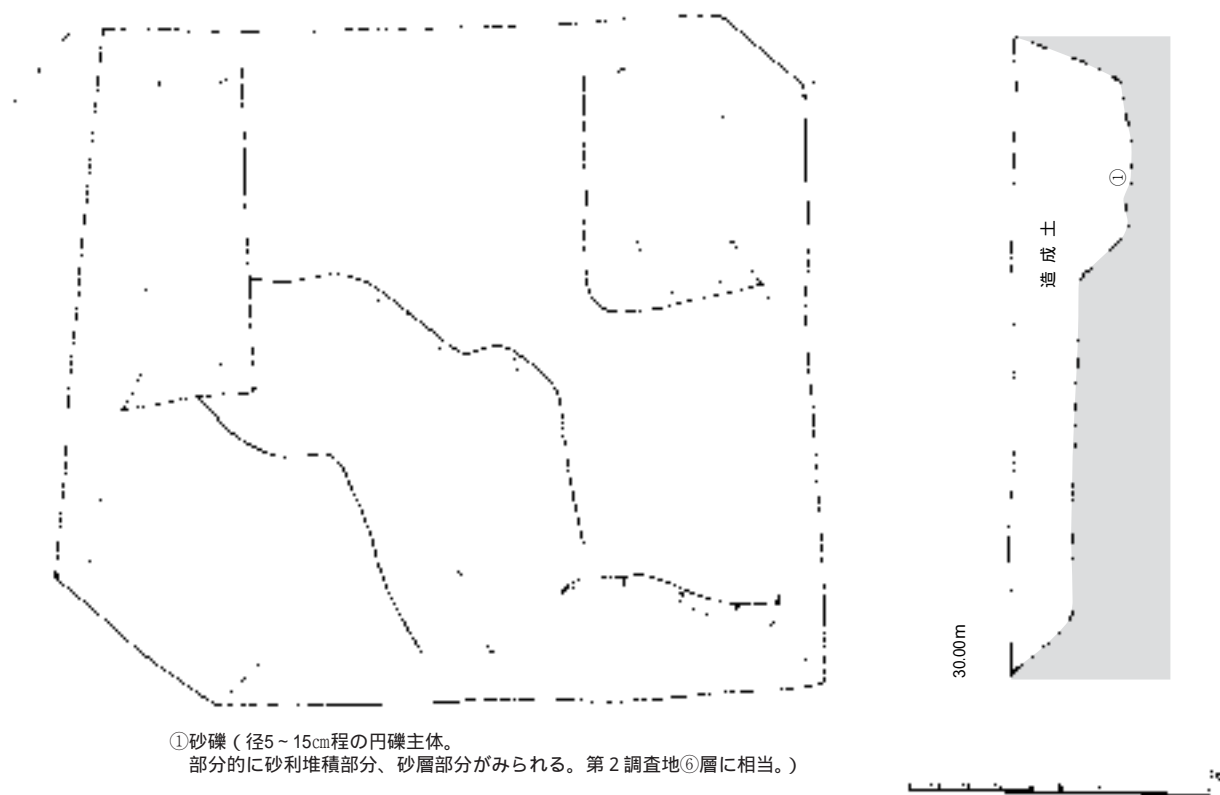 ①
造成土
30.00m
①砂礫（径5~15㎝程の円礫主体。
部分的に砂利堆積部分、砂層部分がみられる。第2調査地⑥層に相当。）